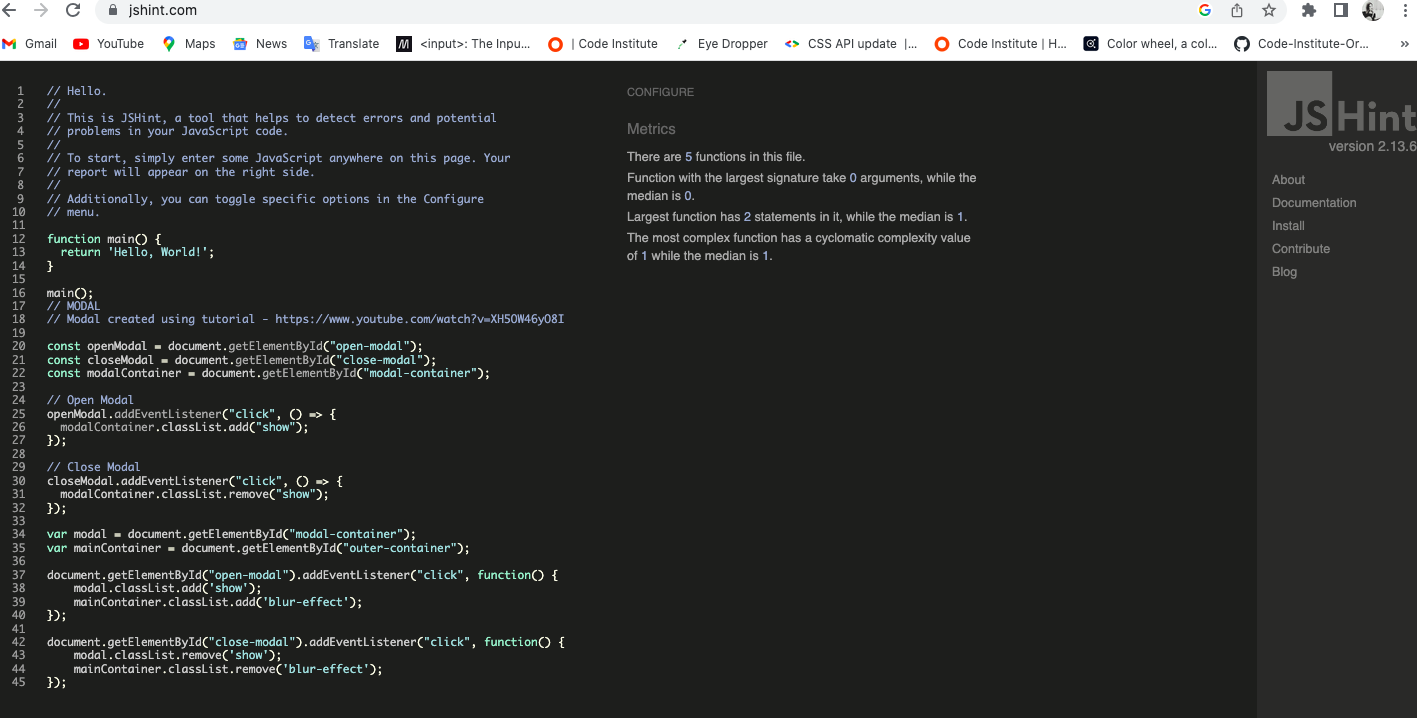 jshint.com
Gmail YouTube Maps News Translate <input>: The Inpu... | Code Institute Eye Dropper CSS API update |... Code Institute | H... Color wheel, a col... Code-Institute-Or... »
1 // Hello.
2 //
3 // This is JSHint, a tool that helps to detect errors and potential
4 // problems in your JavaScript code.
5 //
6 // To start, simply enter some JavaScript anywhere on this page. Your
7 // report will appear on the right side.
8 //
9 // Additionally, you can toggle specific options in the Configure
10 // menu.
11
12 function main() {
13   return 'Hello, World!';
14 }
15
16 main();
17 // MODAL
18 // Modal created using tutorial - https://www.youtube.com/watch?v=XH5OW46yO8I
19
20 const openModal = document.getElementById("open-modal");
21 const closeModal = document.getElementById("close-modal");
22 const modalContainer = document.getElementById("modal-container");
23
24 // Open Modal
25 openModal.addEventListener("click", () => {
26   modalContainer.classList.add("show");
27 });
28
29 // Close Modal
30 closeModal.addEventListener("click", () => {
31   modalContainer.classList.remove("show");
32 });
33
34 var modal = document.getElementById("modal-container");
35 var mainContainer = document.getElementById("outer-container");
36
37 document.getElementById("open-modal").addEventListener("click", function() {
38     modal.classList.add('show');
39     mainContainer.classList.add('blur-effect');
40 });
41
42 document.getElementById("close-modal").addEventListener("click", function() {
43     modal.classList.remove('show');
44     mainContainer.classList.remove('blur-effect');
45 });
CONFIGURE
Metrics
There are 5 functions in this file.
Function with the largest signature take 0 arguments, while the
median is 0.
Largest function has 2 statements in it, while the median is 1.
The most complex function has a cyclomatic complexity value
of 1 while the median is 1.
JSHint
version 2.13.6
About
Documentation
Install
Contribute
Blog